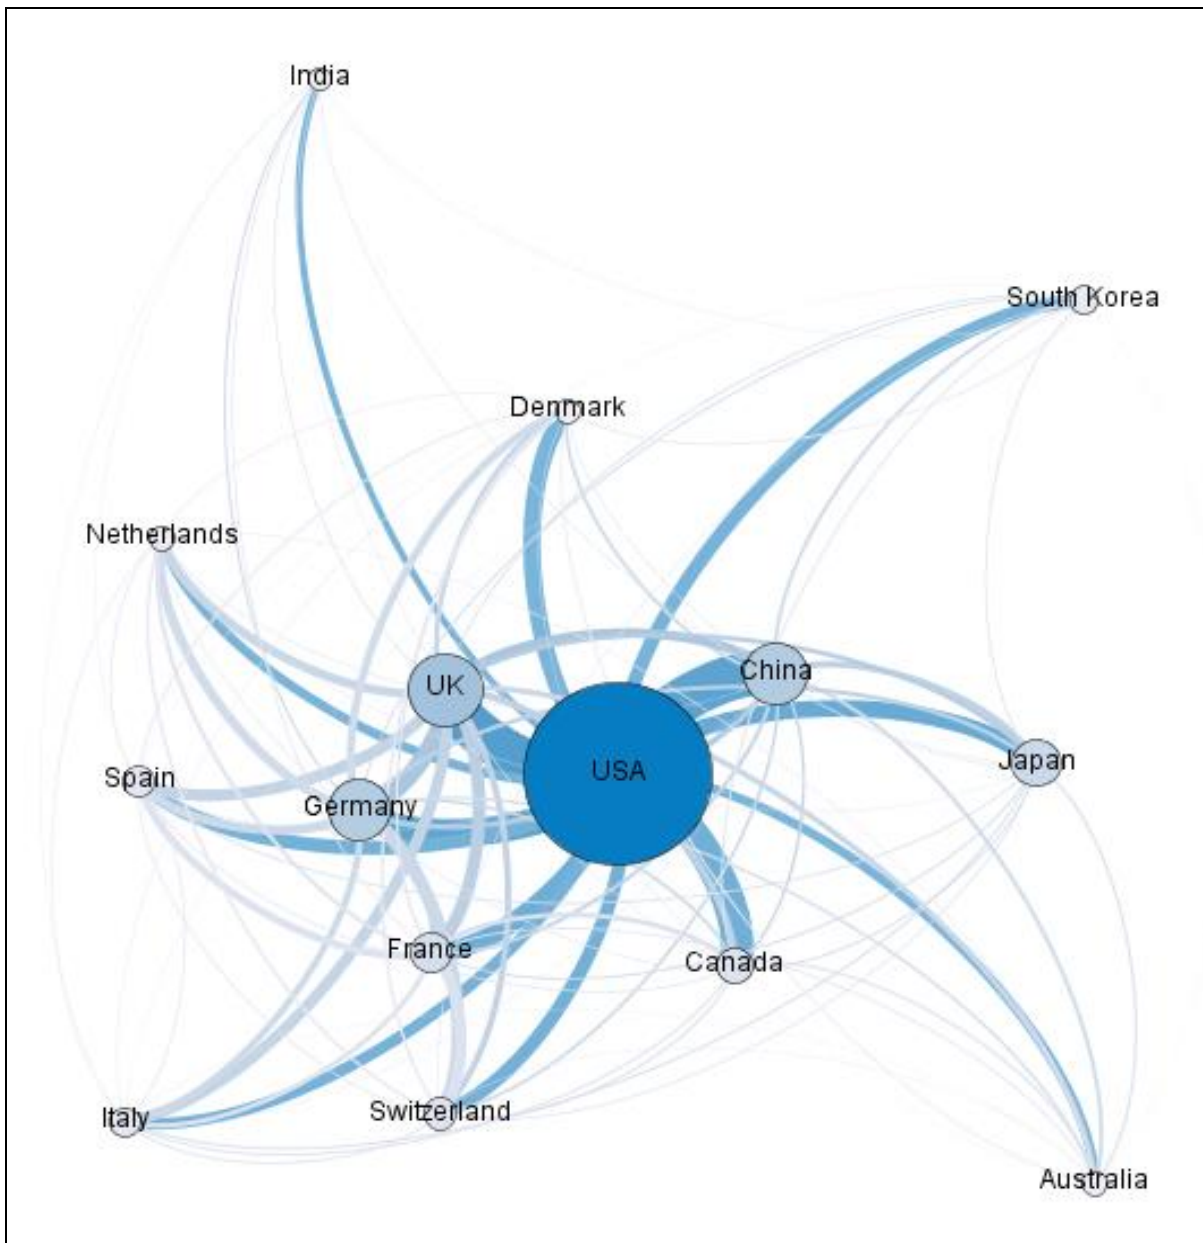 India
South Korea
Denmark
Netherlands
UK
China
USA
Japan
Spain
Germany
France
Canada
Italy
Switzerland
Australia